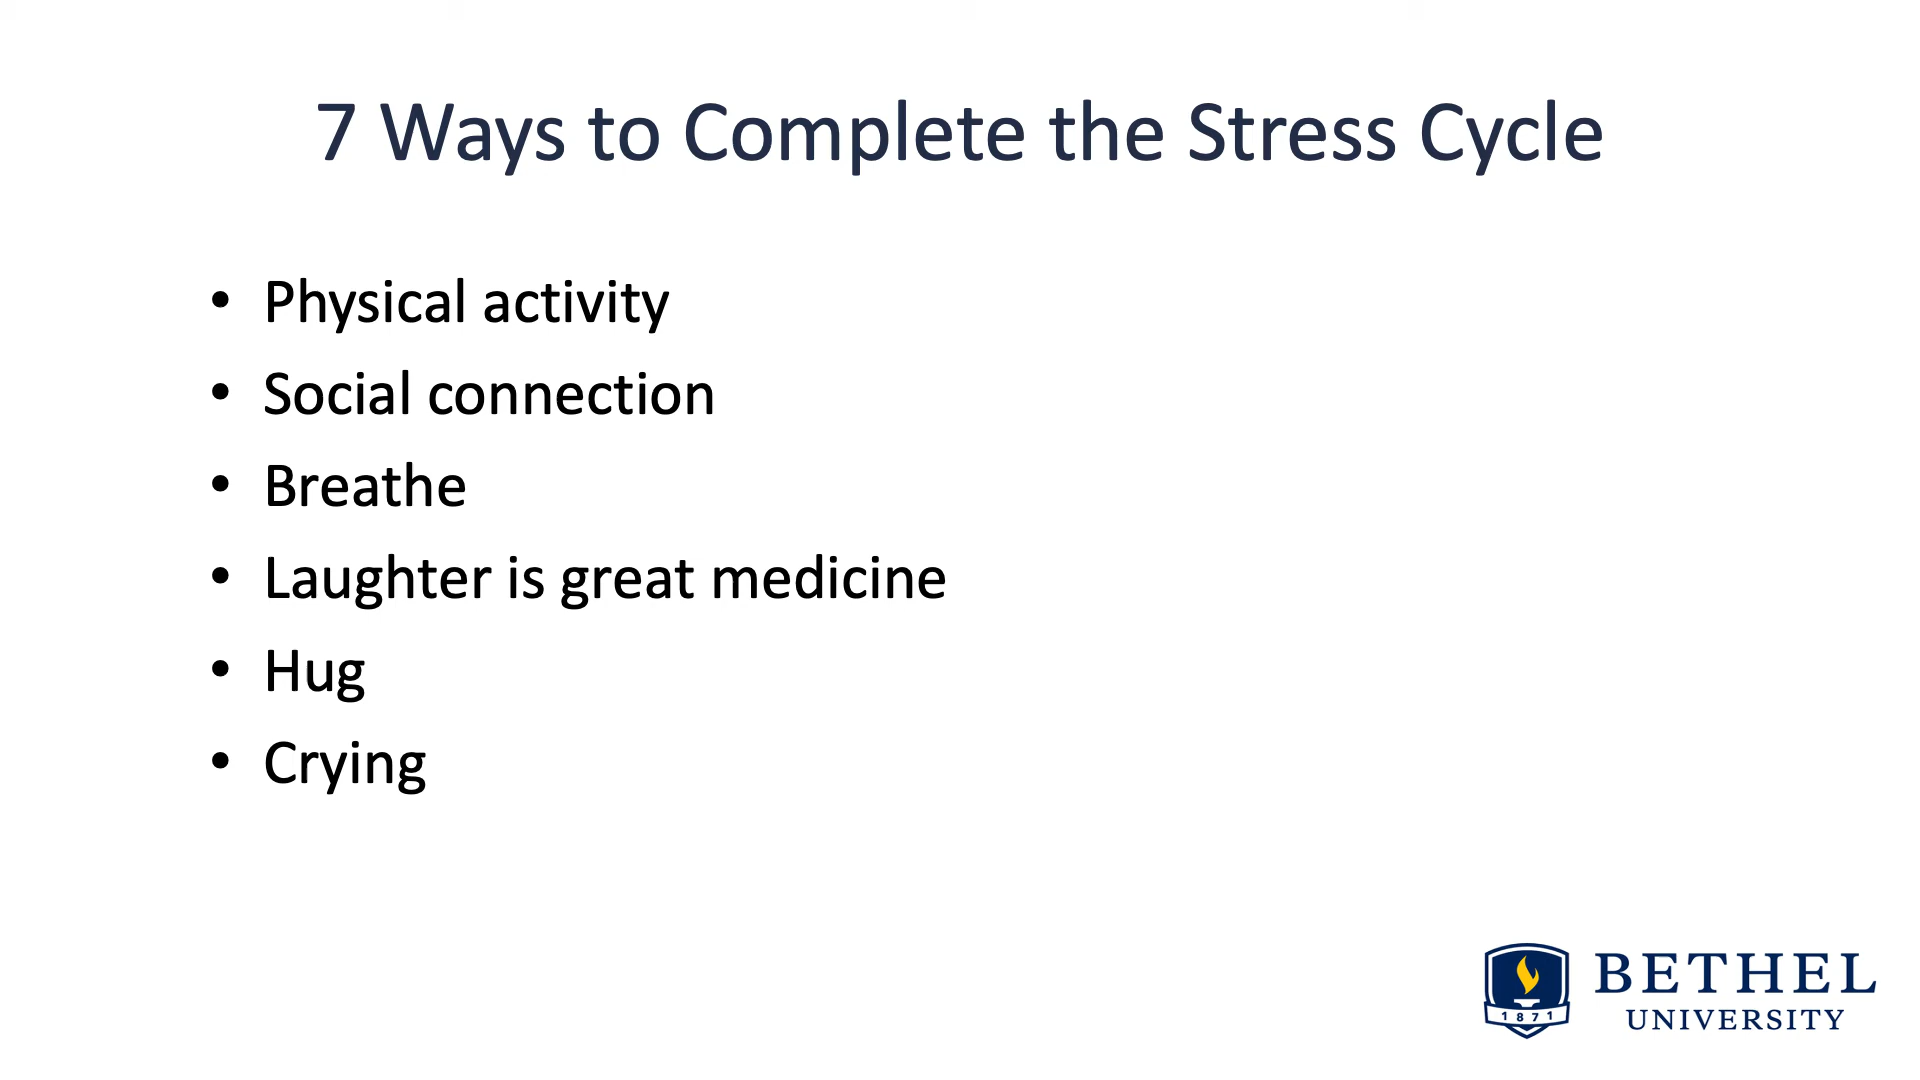 7 Ways to Complete the Stress Cycle
• Physical activity
• Social connection
• Breathe
• Laughter is great medicine
• Hug
• Crying
1871
BETHEL
UNIVERSITY